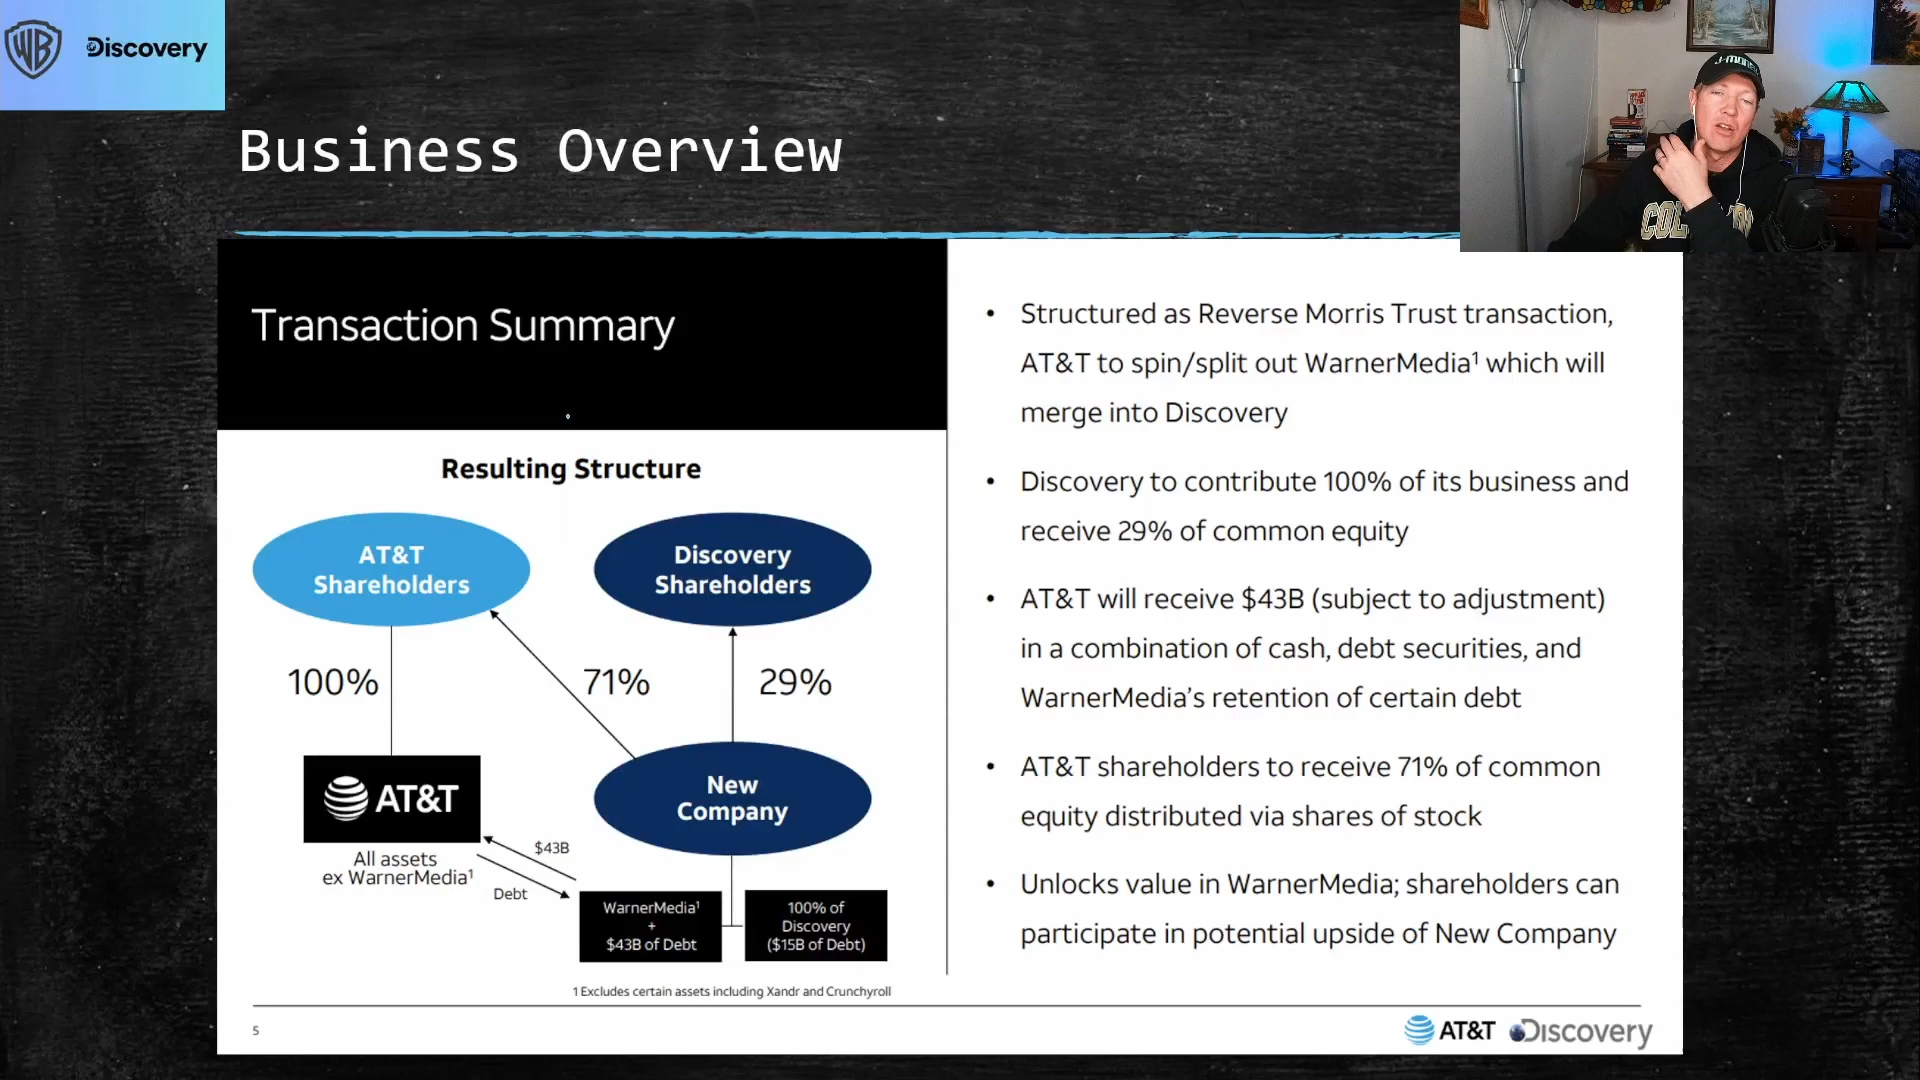 WB Discovery
J-MONEY
Business Overview
Transaction Summary
Resulting Structure
AT&T
Shareholders
Discovery
Shareholders
100%
71%
29%
AT&T
New
Company
All assets
ex WarnerMedia¹
$43B
Debt
WarnerMedia¹
+
$43B of Debt
100% of
Discovery
($15B of Debt)
1 Excludes certain assets including Xandr and Crunchyroll
• Structured as Reverse Morris Trust transaction,
AT&T to spin/split out WarnerMedia¹ which will
merge into Discovery
• Discovery to contribute 100% of its business and
receive 29% of common equity
• AT&T will receive $43B (subject to adjustment)
in a combination of cash, debt securities, and
WarnerMedia’s retention of certain debt
• AT&T shareholders to receive 71% of common
equity distributed via shares of stock
• Unlocks value in WarnerMedia; shareholders can
participate in potential upside of New Company
5
AT&T Discovery